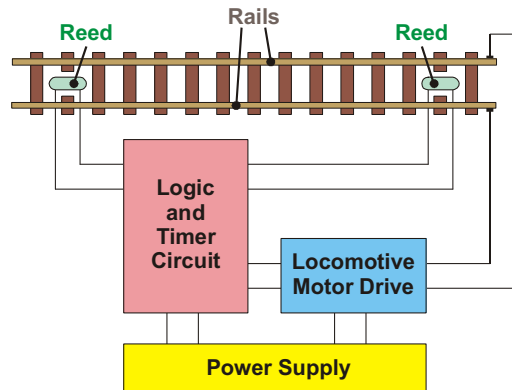 Rails
Reed
Reed
Logic
and
Timer
Circuit
Locomotive
Motor Drive
Power Supply